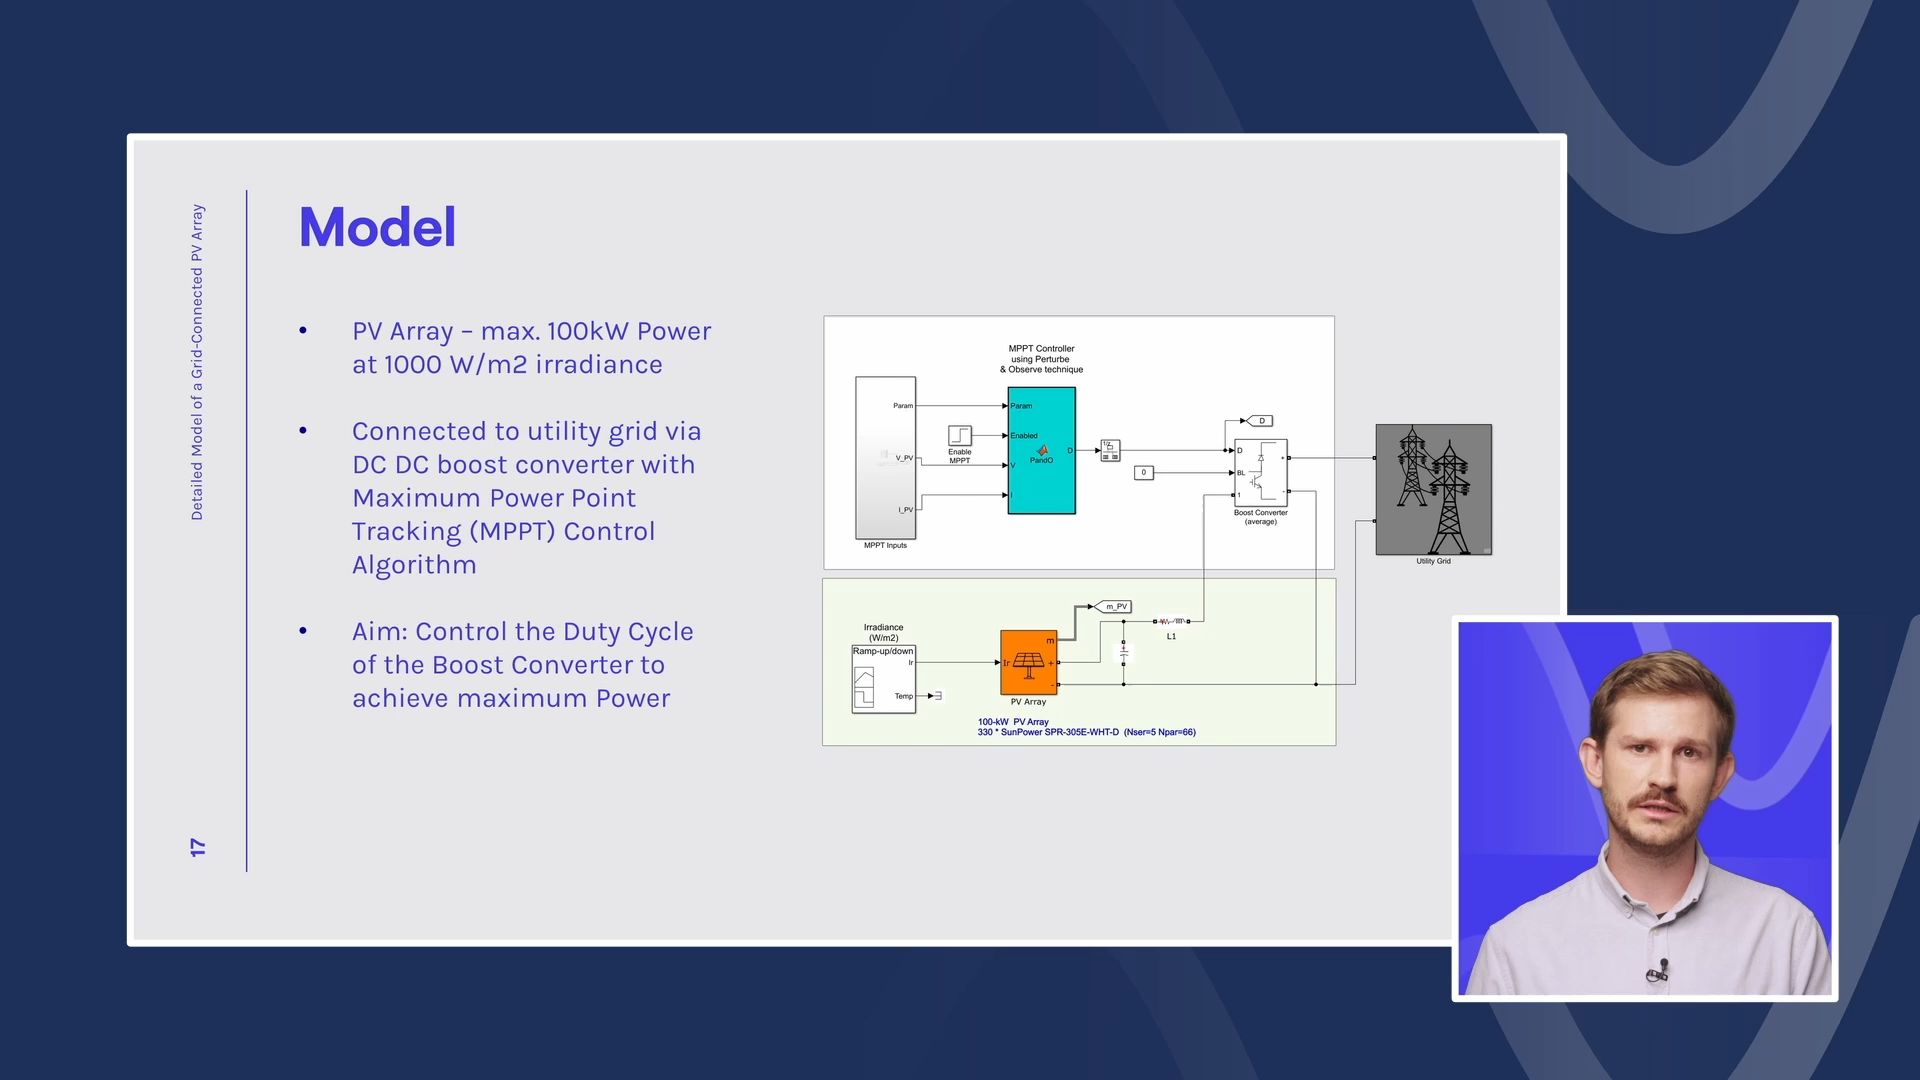 Detailed Model of a Grid-Connected PV Array
17
Model
• PV Array – max. 100kW Power
at 1000 W/m2 irradiance
• Connected to utility grid via
DC DC boost converter with
Maximum Power Point
Tracking (MPPT) Control
Algorithm
• Aim: Control the Duty Cycle
of the Boost Converter to
achieve maximum Power
MPPT Controller
using Perturbe
& Observe technique
Param
V_PV
I_PV
MPPT Inputs
Enable
MPPT
Param
Enabled
V
I
PandO
D
0
D
D
BL
1
+
-
Boost Converter
(average)
Utility Grid
Irradiance
(W/m2)
Ramp-up/down
Ir
Temp
Ir
m
+
-
PV Array
m_PV
L1
100-kW PV Array
330 * SunPower SPR-305E-WHT-D (Nser=5 Npar=66)